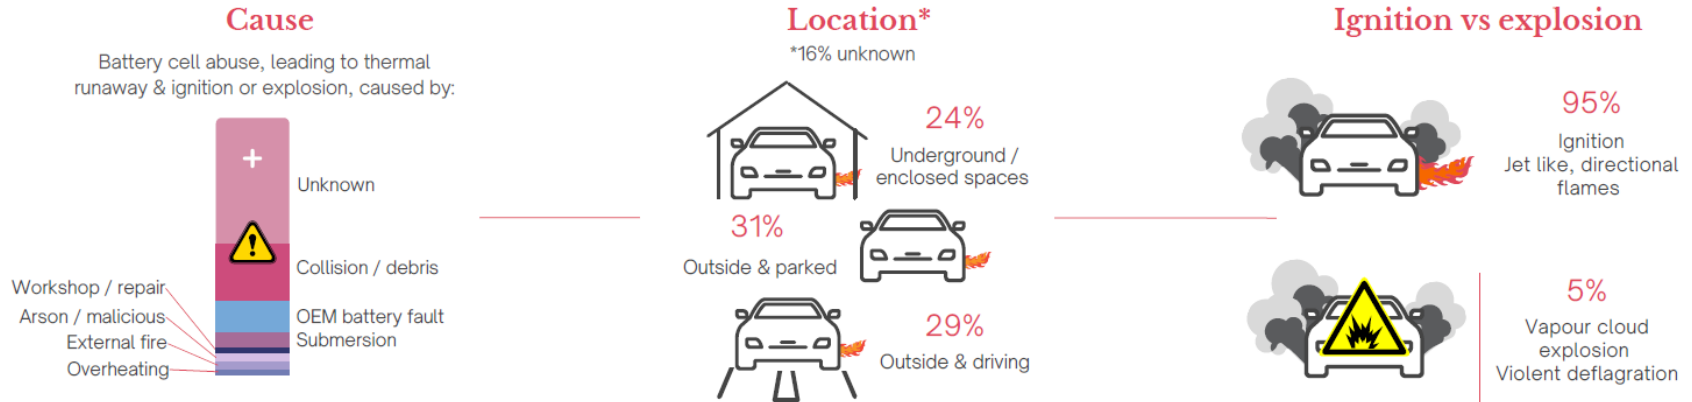 Cause
Battery cell abuse, leading to thermal
runaway & ignition or explosion, caused by:
+
Unknown
Collision / debris
OEM battery fault
Submersion
Workshop / repair
Arson / malicious
External fire
Overheating
Location*
*16% unknown
24%
Underground /
enclosed spaces
31%
Outside & parked
29%
Outside & driving
Ignition vs explosion
95%
Ignition
Jet like, directional
flames
5%
Vapour cloud
explosion
Violent deflagration